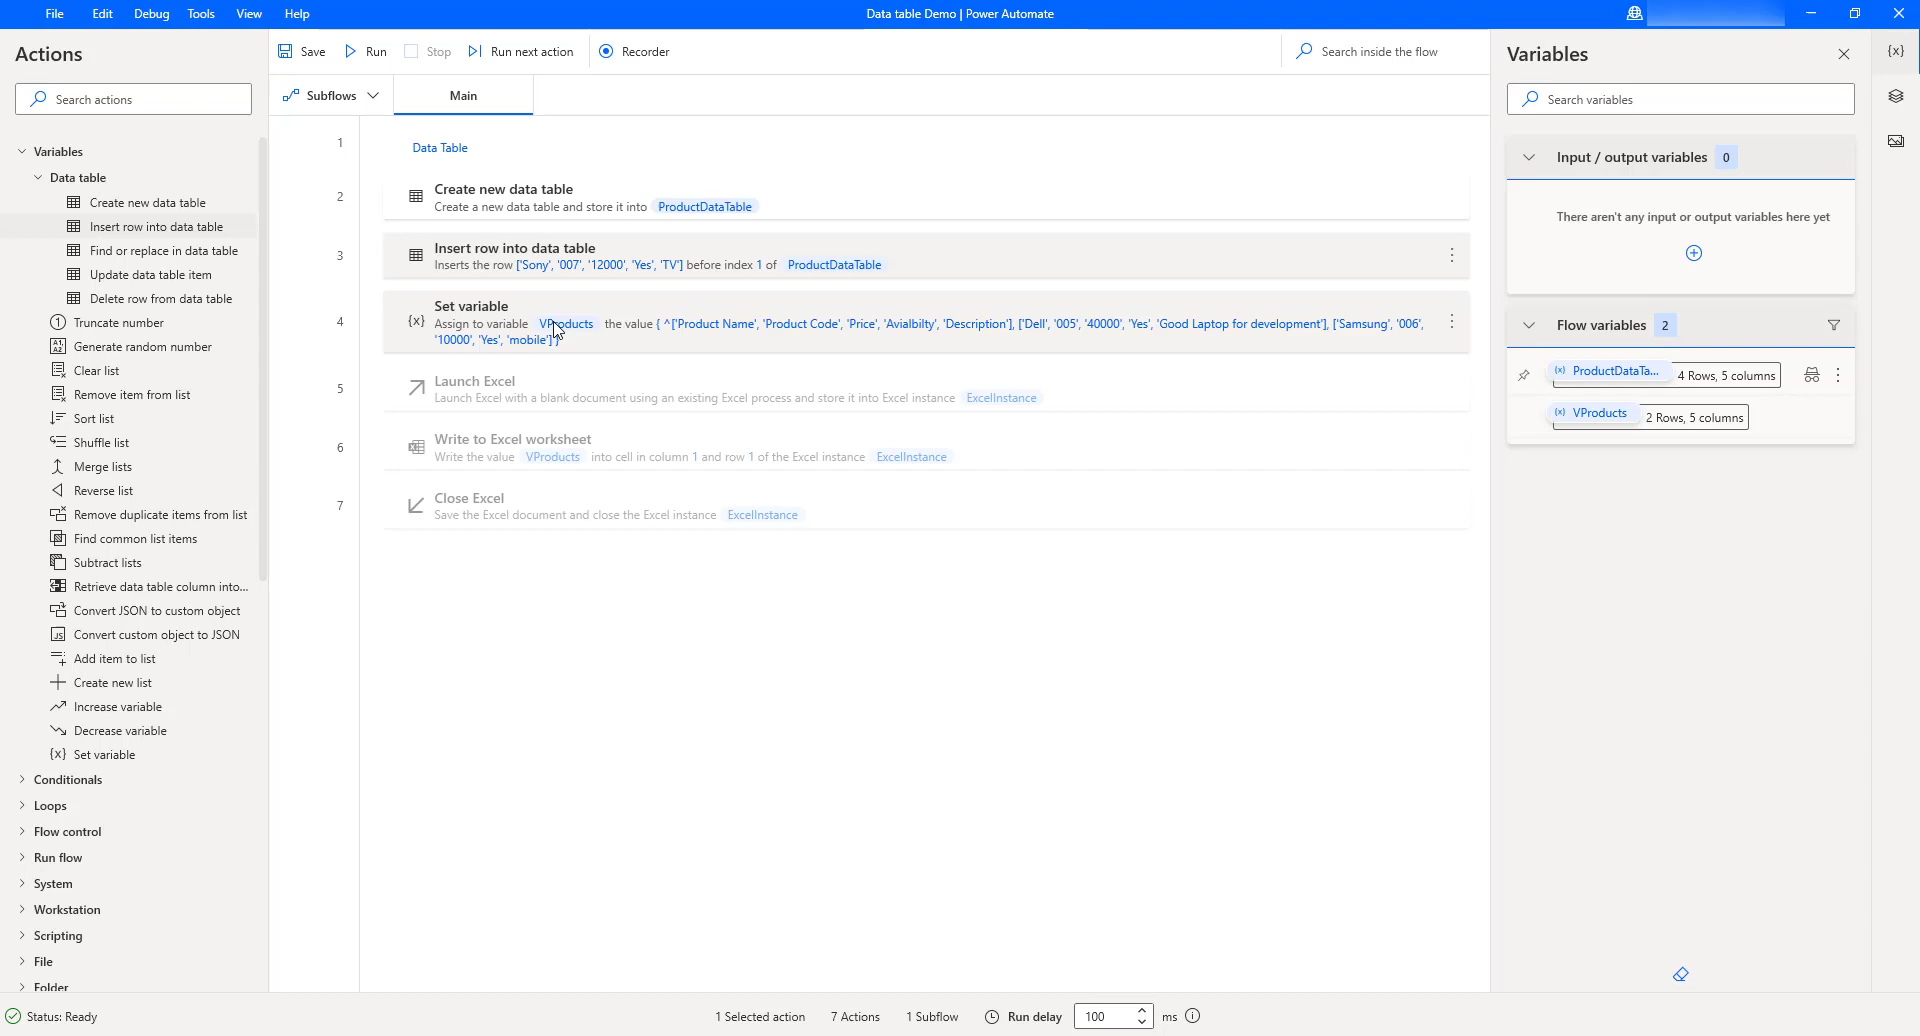 File Edit Debug Tools View Help
Data table Demo | Power Automate
Actions
Search actions
Variables
Data table
Create new data table
Insert row into data table
Find or replace in data table
Update data table item
Delete row from data table
Truncate number
Generate random number
Clear list
Remove item from list
Sort list
Shuffle list
Merge lists
Reverse list
Remove duplicate items from list
Find common list items
Subtract lists
Retrieve data table column into...
Convert JSON to custom object
Convert custom object to JSON
Add item to list
Create new list
Increase variable
Decrease variable
{x} Set variable
Conditionals
Loops
Flow control
Run flow
System
Workstation
Scripting
File
Folder
Save Run Stop Run next action Recorder
Search inside the flow
Subflows Main
1 Data Table
2 Create new data table
Create a new data table and store it into ProductDataTable
3 Insert row into data table
Inserts the row ['Sony', '007', '12000', 'Yes', 'TV'] before index 1 of ProductDataTable
4 {x} Set variable
Assign to variable VProducts the value { ^['Product Name', 'Product Code', 'Price', 'Avialbilty', 'Description'], ['Dell', '005', '40000', 'Yes', 'Good Laptop for development'], ['Samsung', '006',
'10000', 'Yes', 'mobile'] }
5 Launch Excel
Launch Excel with a blank document using an existing Excel process and store it into Excel instance ExcelInstance
6 Write to Excel worksheet
Write the value VProducts into cell in column 1 and row 1 of the Excel instance ExcelInstance
7 Close Excel
Save the Excel document and close the Excel instance ExcelInstance
Variables
{x}
Search variables
Input / output variables 0
There aren't any input or output variables here yet
Flow variables 2
(x) ProductDataTa... 4 Rows, 5 columns
(x) VProducts 2 Rows, 5 columns
Status: Ready
1 Selected action 7 Actions 1 Subflow Run delay 100 ms